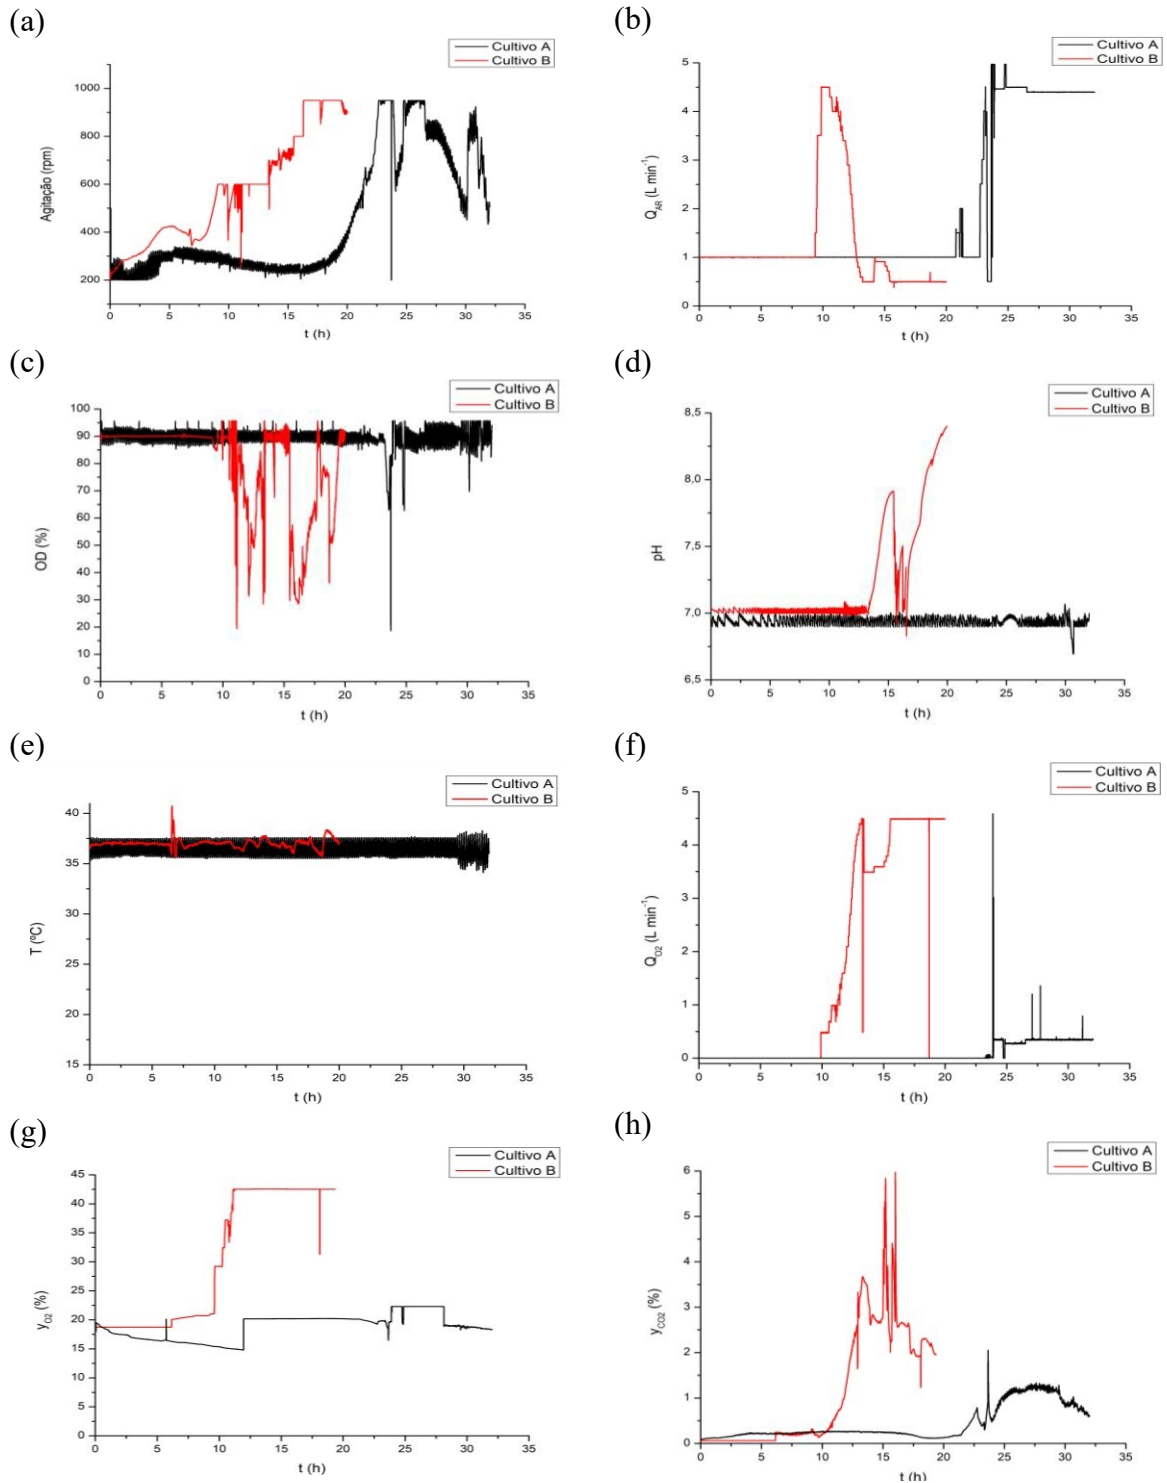 (a)
Cultivo A
Cultivo B
1000
800
600
400
200
0
5
10
15
20
25
30
35
Agitação (rpm)
t (h)
(b)
Cultivo A
Cultivo B
5
4
3
2
1
0
0
5
10
15
20
25
30
35
Q_AR (L min⁻¹)
t (h)
(c)
Cultivo A
Cultivo B
100
90
80
70
60
50
40
30
20
10
0
0
5
10
15
20
25
30
35
OD (%)
t (h)
(d)
Cultivo A
Cultivo B
8,5
8,0
7,5
7,0
6,5
0
5
10
15
20
25
30
35
pH
t (h)
(e)
Cultivo A
Cultivo B
40
35
30
25
20
15
0
5
10
15
20
25
30
35
T (ºC)
t (h)
(f)
Cultivo A
Cultivo B
5
4
3
2
1
0
0
5
10
15
20
25
30
35
Q_O2 (L min⁻¹)
t (h)
(g)
Cultivo A
Cultivo B
45
40
35
30
25
20
15
0
5
10
15
20
25
30
35
y_O2 (%)
t (h)
(h)
Cultivo A
Cultivo B
6
5
4
3
2
1
0
0
5
10
15
20
25
30
35
y_CO2 (%)
t (h)